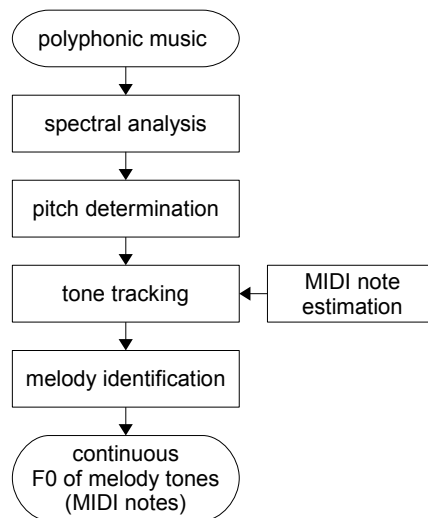 polyphonic music
spectral analysis
pitch determination
tone tracking
MIDI note
estimation
melody identification
continuous
F0 of melody tones
(MIDI notes)